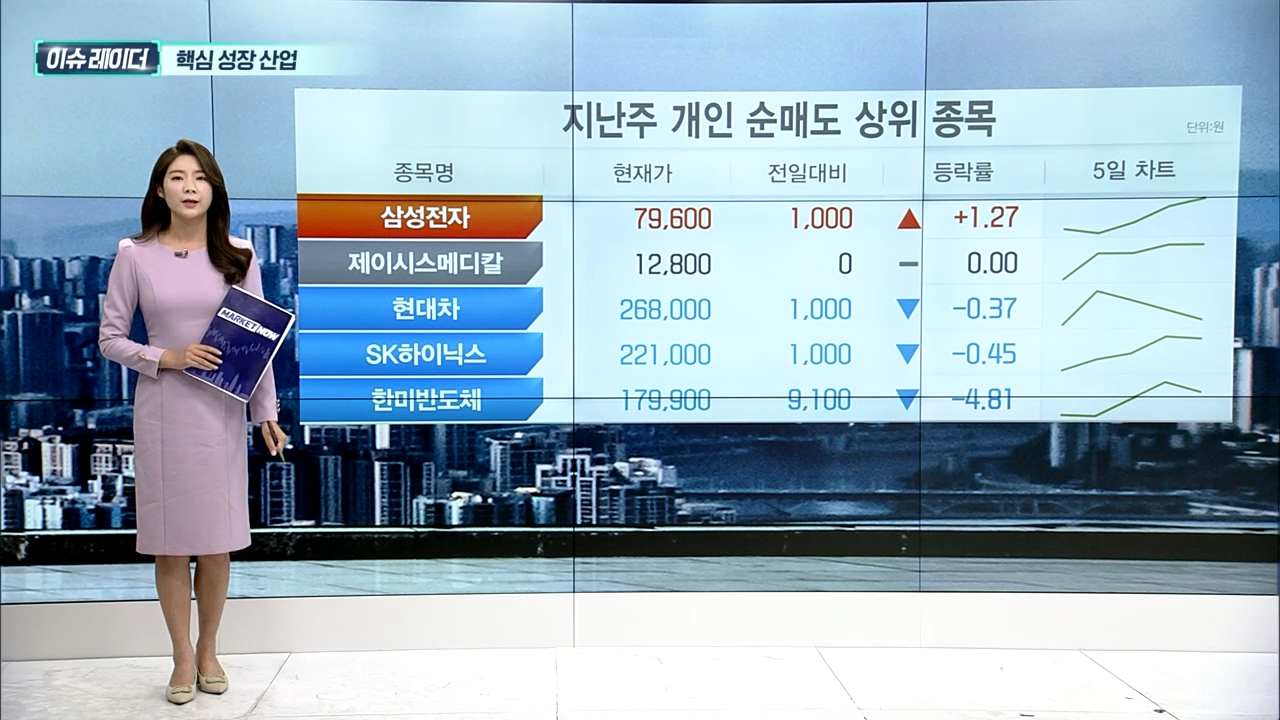 이슈 레이더 핵심 성장 산업
지난주 개인 순매도 상위 종목
단위:원
종목명 현재가 전일대비 등락률 5일 차트
삼성전자 79,600 1,000 ▲ +1.27
제이시스메디칼 12,800 0 − 0.00
현대차 268,000 1,000 ▼ −0.37
SK하이닉스 221,000 1,000 ▼ −0.45
한미반도체 179,900 9,100 ▼ −4.81
MARKET NOW